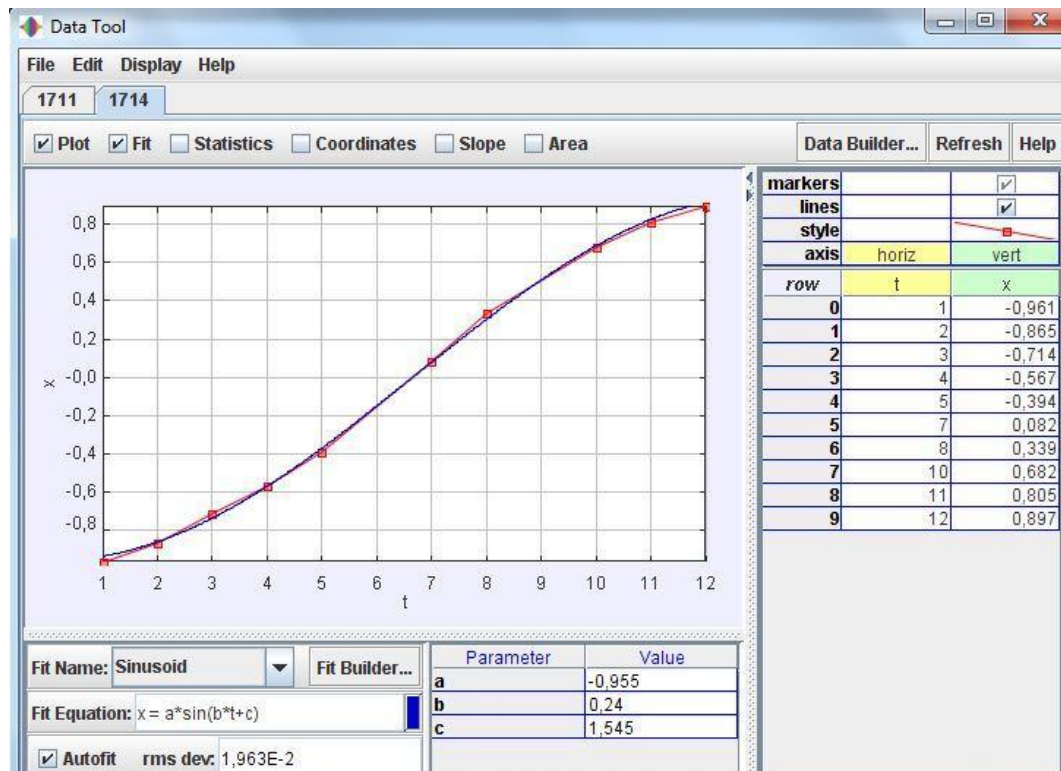 Data Tool
File Edit Display Help
1711 1714
Plot Fit Statistics Coordinates Slope Area Data Builder... Refresh Help
0,8
0,6
0,4
0,2
-0,0
-0,2
-0,4
-0,6
-0,8
x
1 2 3 4 5 6 7 8 9 10 11 12
t
markers
lines
style
axis horiz vert
row t x
0 1 -0,961
1 2 -0,865
2 3 -0,714
3 4 -0,567
4 5 -0,394
5 7 0,082
6 8 0,339
7 10 0,682
8 11 0,805
9 12 0,897
Fit Name: Sinusoid Fit Builder...
Fit Equation: x = a*sin(b*t+c)
Autofit rms dev: 1,963E-2
Parameter Value
a -0,955
b 0,24
c 1,545